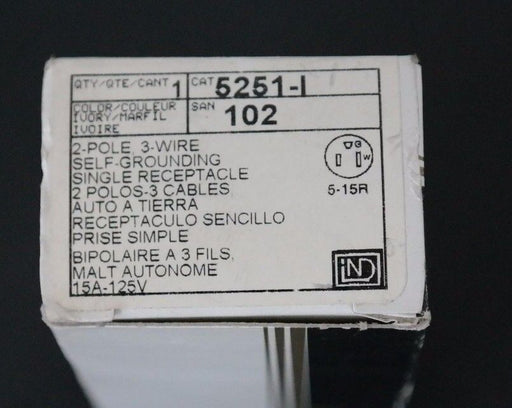 QTY/QTE/CANT 1 CAT 5251-I
COLOR/COULEUR SAN 102
IVORY/MARFIL
IVOIRE
2-POLE, 3-WIRE
SELF-GROUNDING
SINGLE RECEPTACLE
2 POLOS-3 CABLES
AUTO A TIERRA
RECEPTACULO SENCILLO
PRISE SIMPLE
BIPOLAIRE A 3 FILS,
MALT AUTONOME
15A-125V
G
W
5-15R
IND